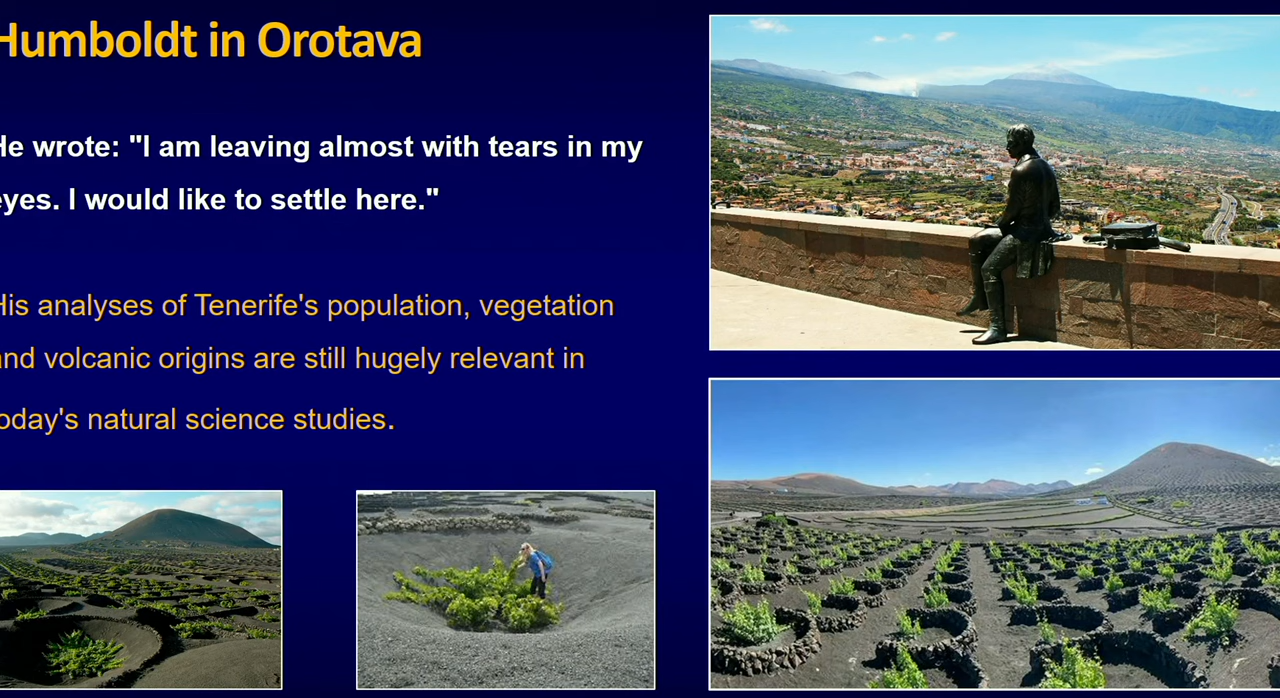 Humboldt in Orotava
He wrote: "I am leaving almost with tears in my
eyes. I would like to settle here."
His analyses of Tenerife's population, vegetation
and volcanic origins are still hugely relevant in
today's natural science studies.